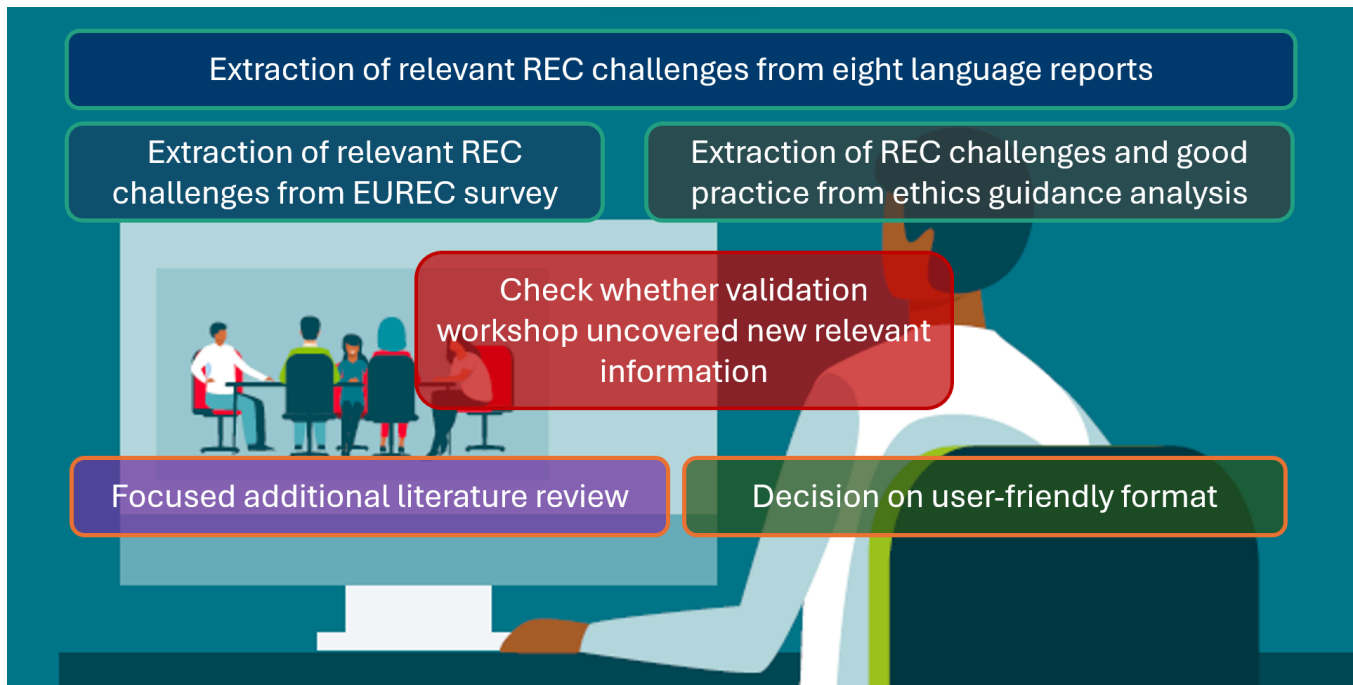 Extraction of relevant REC challenges from eight language reports
Extraction of relevant REC
challenges from EUREC survey
Extraction of REC challenges and good
practice from ethics guidance analysis
Check whether validation
workshop uncovered new relevant
information
Focused additional literature review
Decision on user-friendly format